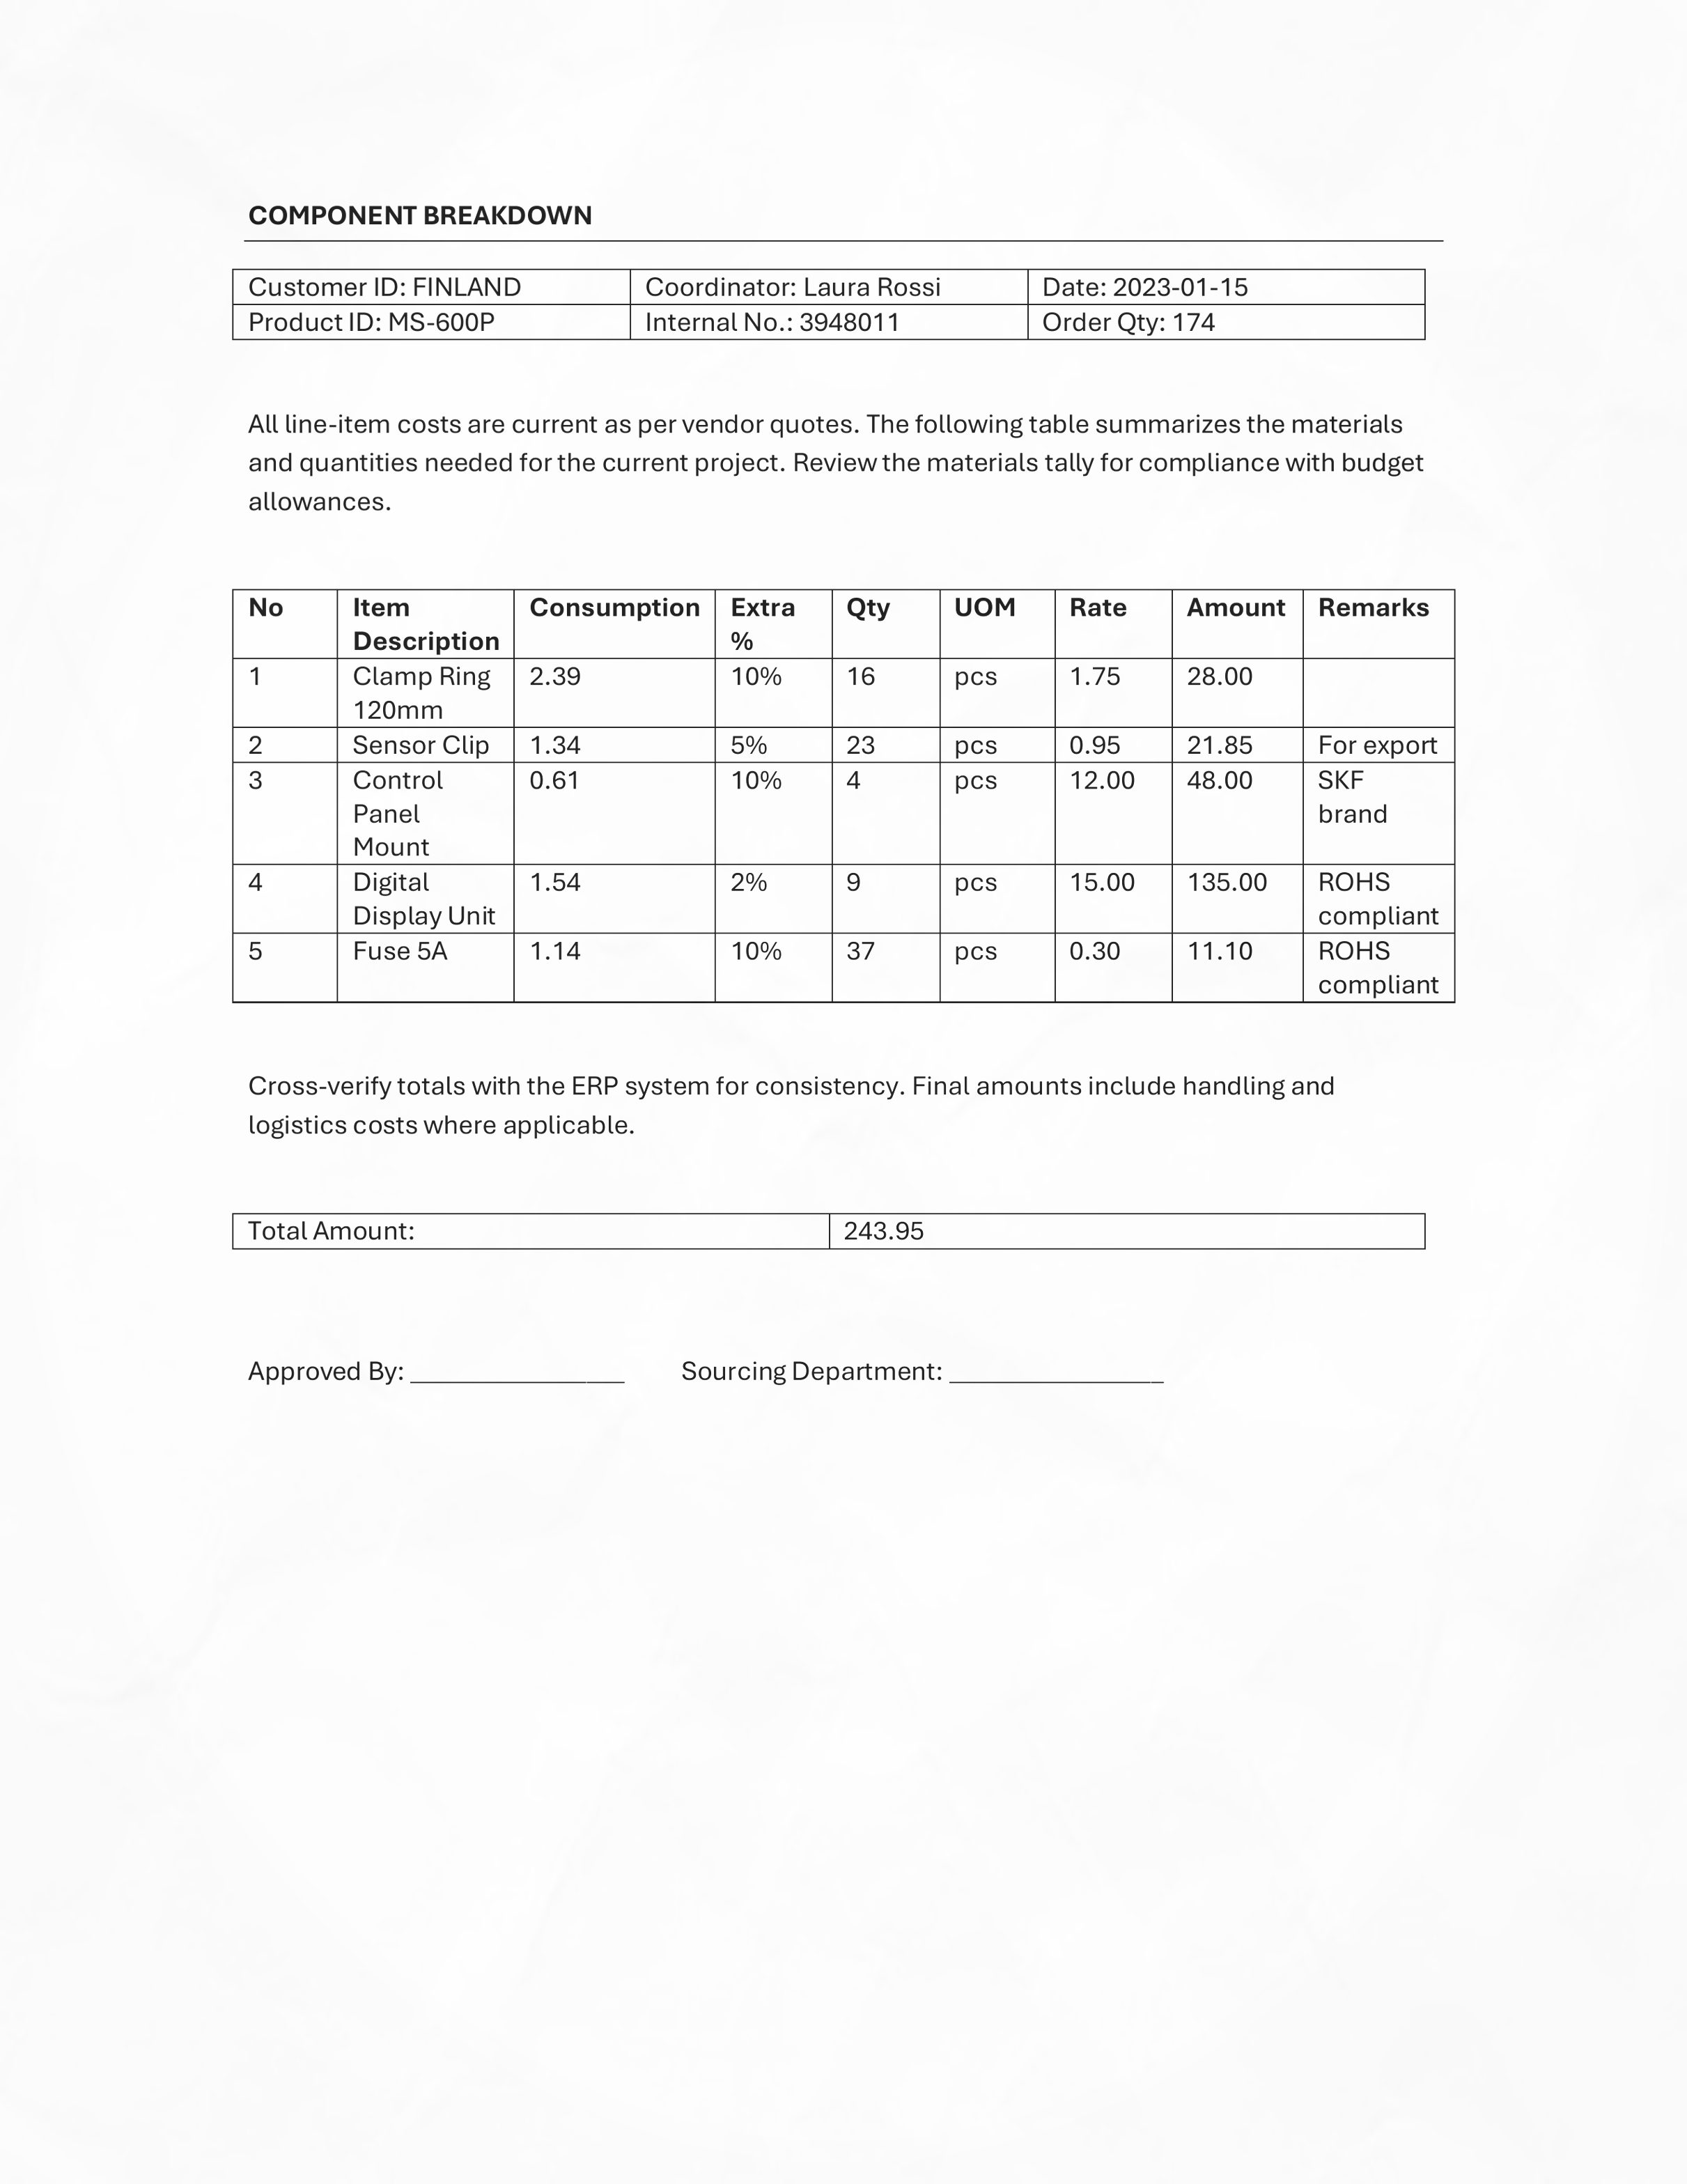 COMPONENT BREAKDOWN
Customer ID: FINLAND Coordinator: Laura Rossi Date: 2023-01-15
Product ID: MS-600P Internal No.: 3948011 Order Qty: 174
All line-item costs are current as per vendor quotes. The following table summarizes the materials
and quantities needed for the current project. Review the materials tally for compliance with budget
allowances.
No Item Description Consumption Extra % Qty UOM Rate Amount Remarks
1 Clamp Ring 120mm 2.39 10% 16 pcs 1.75 28.00
2 Sensor Clip 1.34 5% 23 pcs 0.95 21.85 For export
3 Control Panel Mount 0.61 10% 4 pcs 12.00 48.00 SKF brand
4 Digital Display Unit 1.54 2% 9 pcs 15.00 135.00 ROHS compliant
5 Fuse 5A 1.14 10% 37 pcs 0.30 11.10 ROHS compliant
Cross-verify totals with the ERP system for consistency. Final amounts include handling and
logistics costs where applicable.
Total Amount: 243.95
Approved By: ________________ Sourcing Department: ________________